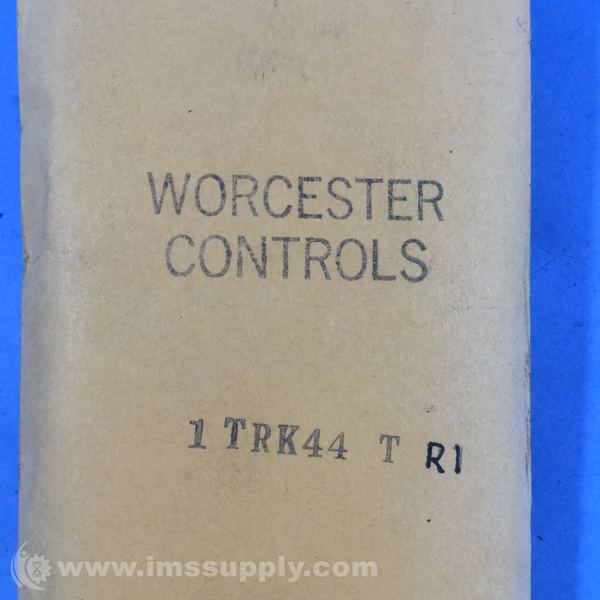 WORCESTER
CONTROLS
1 TRK44 T R1
www.imssupply.com